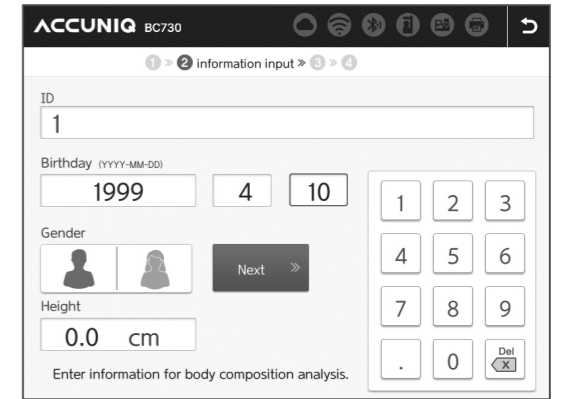 ACCUNIQ BC730
1 » 2 information input » 3 » 4
ID
1
Birthday (YYYY-MM-DD)
1999 4 10
Gender
Next »
Height
0.0 cm
Enter information for body composition analysis.
1 2 3
4 5 6
7 8 9
. 0 Del
X